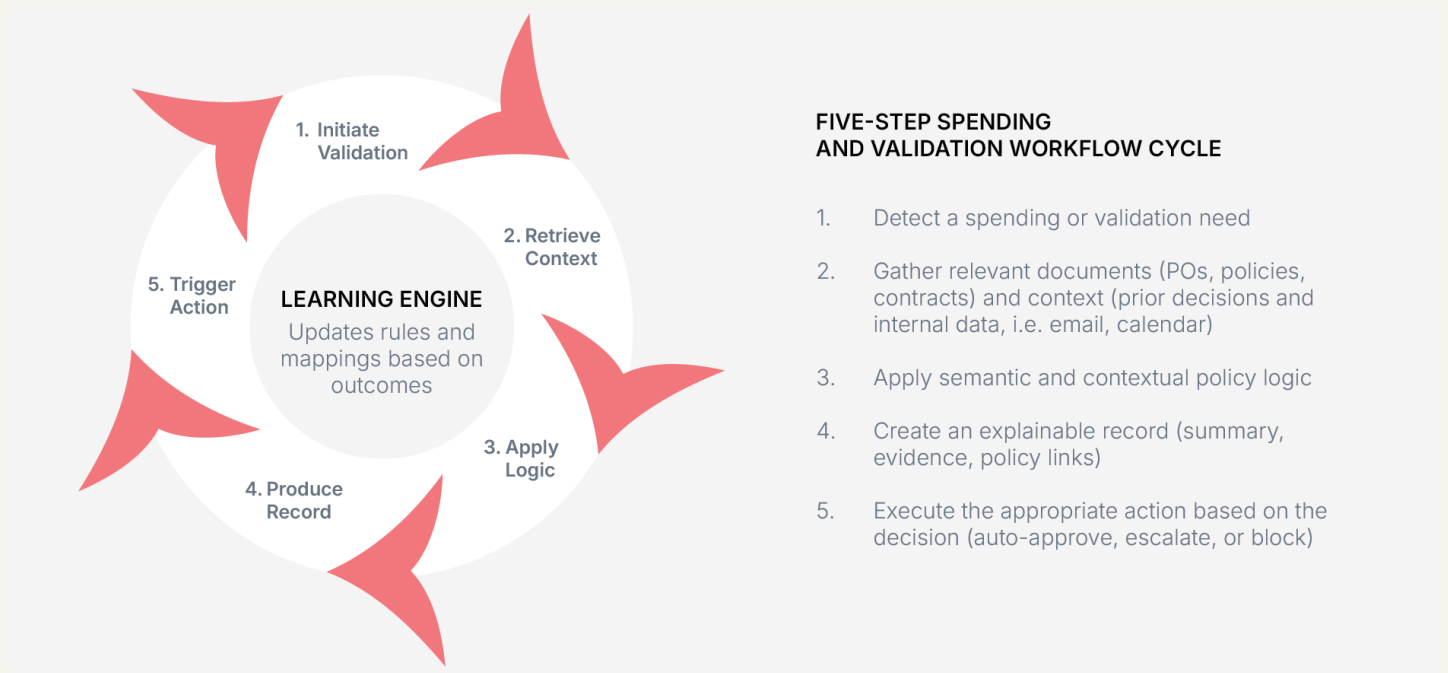 1. Initiate
Validation
2. Retrieve
Context
3. Apply
Logic
4. Produce
Record
5. Trigger
Action
LEARNING ENGINE
Updates rules and
mappings based on
outcomes
FIVE-STEP SPENDING
AND VALIDATION WORKFLOW CYCLE
1. Detect a spending or validation need
2. Gather relevant documents (POs, policies,
contracts) and context (prior decisions and
internal data, i.e. email, calendar)
3. Apply semantic and contextual policy logic
4. Create an explainable record (summary,
evidence, policy links)
5. Execute the appropriate action based on the
decision (auto-approve, escalate, or block)